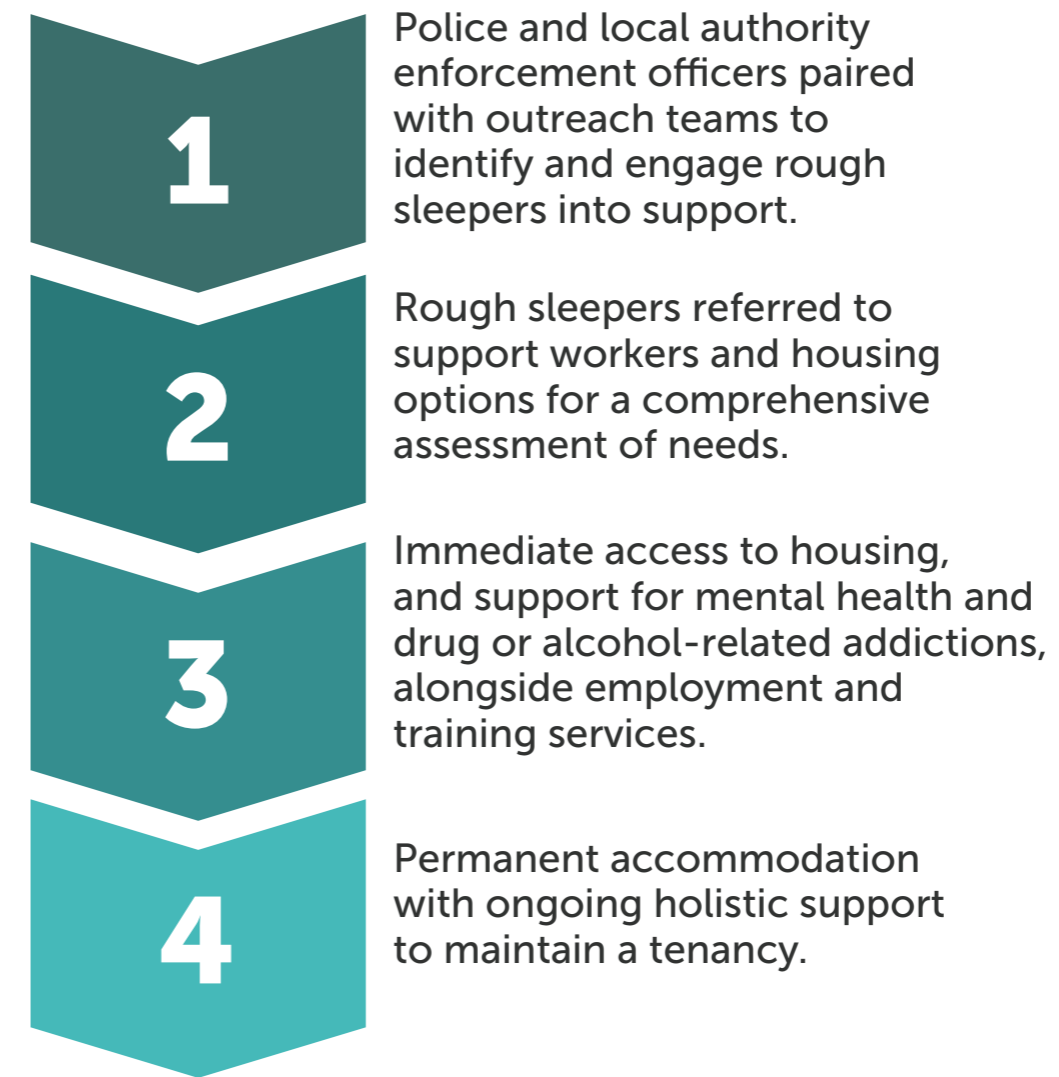 1
Police and local authority
enforcement officers paired
with outreach teams to
identify and engage rough
sleepers into support.
2
Rough sleepers referred to
support workers and housing
options for a comprehensive
assessment of needs.
3
Immediate access to housing,
and support for mental health and
drug or alcohol-related addictions,
alongside employment and
training services.
4
Permanent accommodation
with ongoing holistic support
to maintain a tenancy.